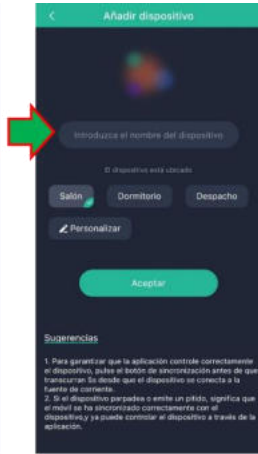 Añadir dispositivo
Introduzca el nombre del dispositivo
El dispositivo está ubicado
Salón
Dormitorio
Despacho
Personalizar
Aceptar
Sugerencias
1. Para garantizar que la aplicación controle correctamente
el dispositivo, pulse el botón de sincronización antes de que
transcurran 5s desde que el dispositivo se conecta a la
fuente de corriente.
2. Si el dispositivo parpadea o emite un pitido, significa que
el móvil se ha sincronizado correctamente con el
dispositivo,y ya puede controlar el dispositivo a través de la
aplicación.